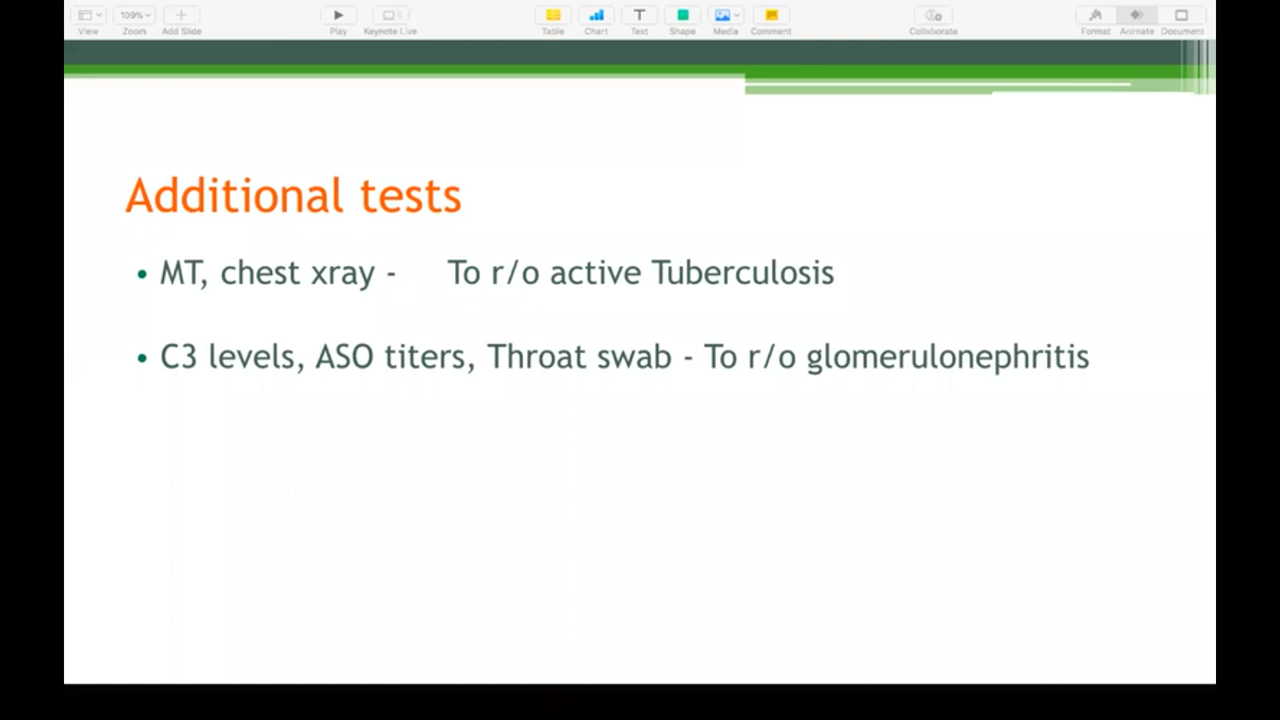 109%
View Zoom Add Slide Play Keynote Live Table Chart Text Shape Media Comment Collaborate Format Animate Document
Additional tests
• MT, chest xray - To r/o active Tuberculosis
• C3 levels, ASO titers, Throat swab - To r/o glomerulonephritis